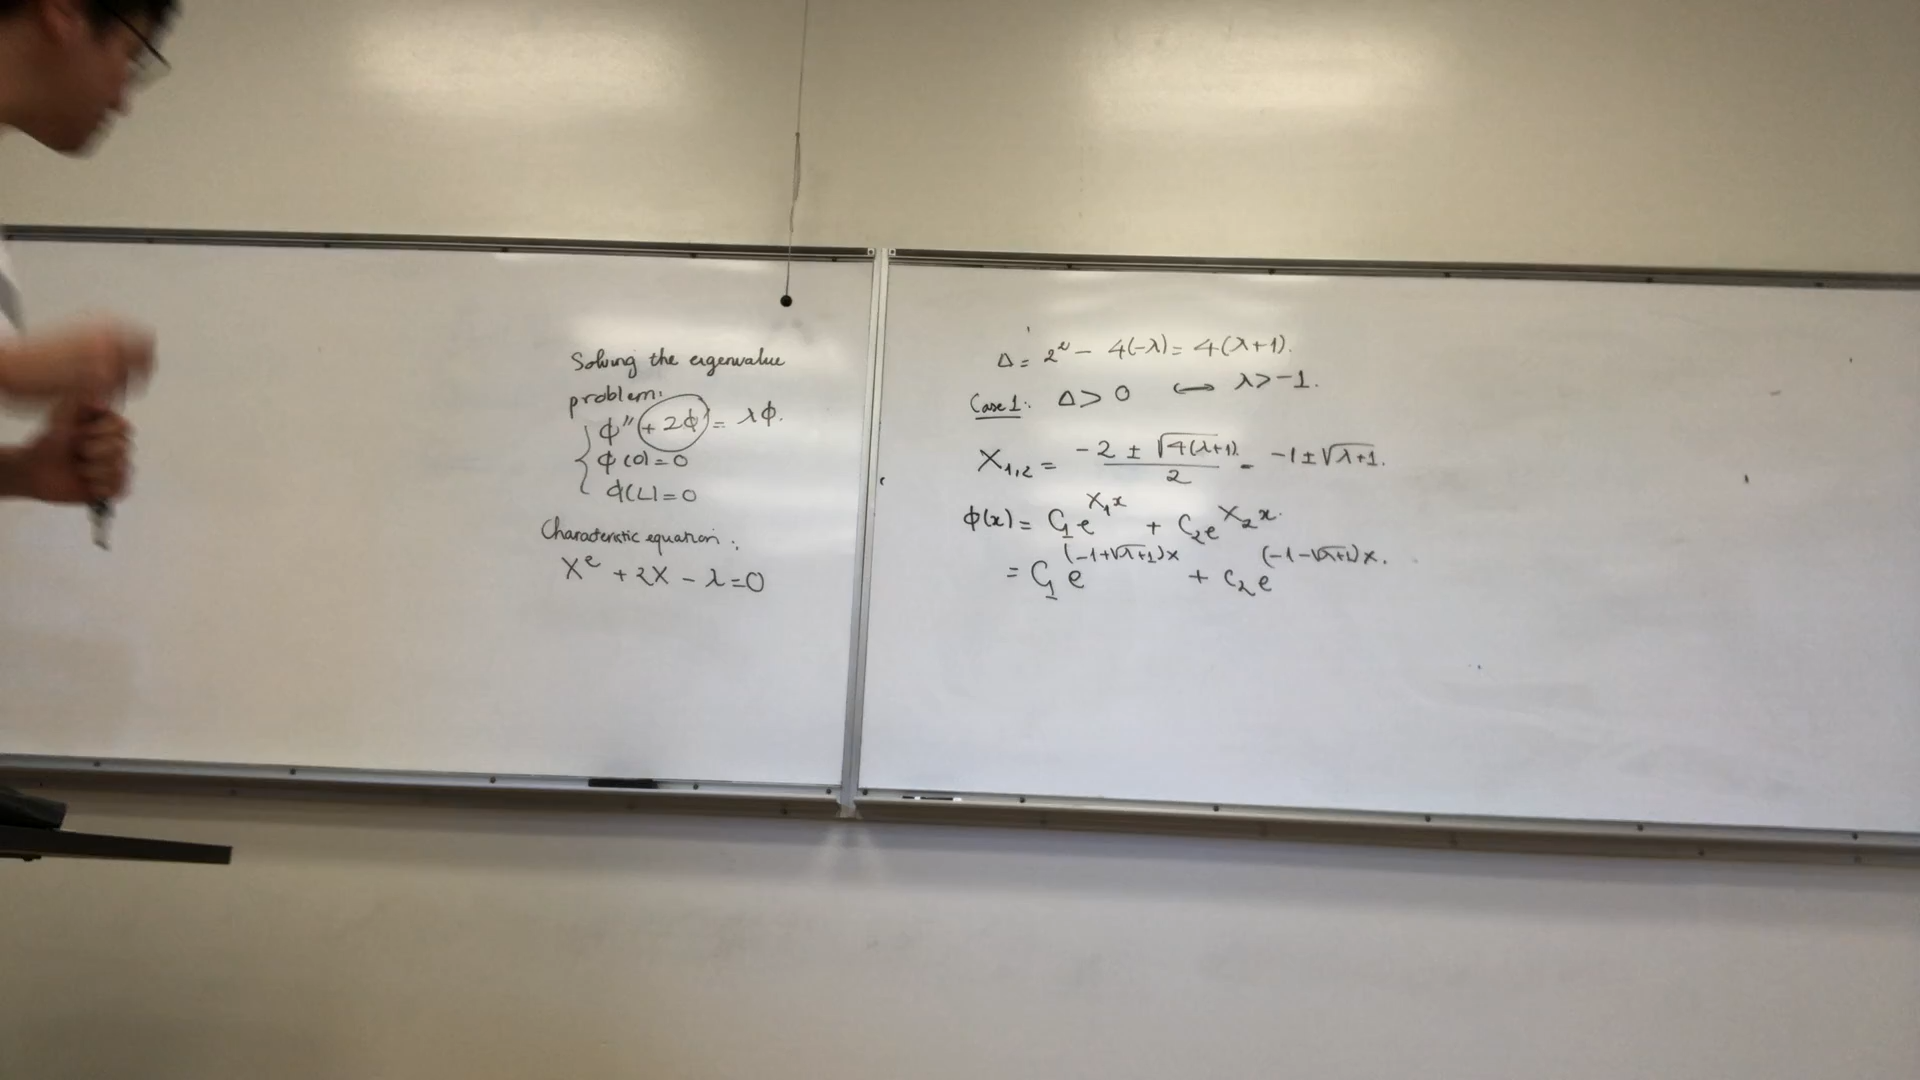 Solving the eigenvalue
problem:
ϕ'' + 2ϕ' = λϕ.
ϕ(0) = 0
ϕ(L) = 0
Characteristic equation:
X² + 2X - λ = 0
Δ = 2² - 4(-λ) = 4(λ+1).
Case 1: Δ > 0 ↔ λ > -1.
X₁,₂ = (-2 ± √4(λ+1))/2 = -1 ± √λ+1.
ϕ(x) = C₁e^{X₁x} + C₂e^{X₂x}.
= C₁e^{(-1+√λ+1)x} + C₂e^{(-1-√λ+1)x}.